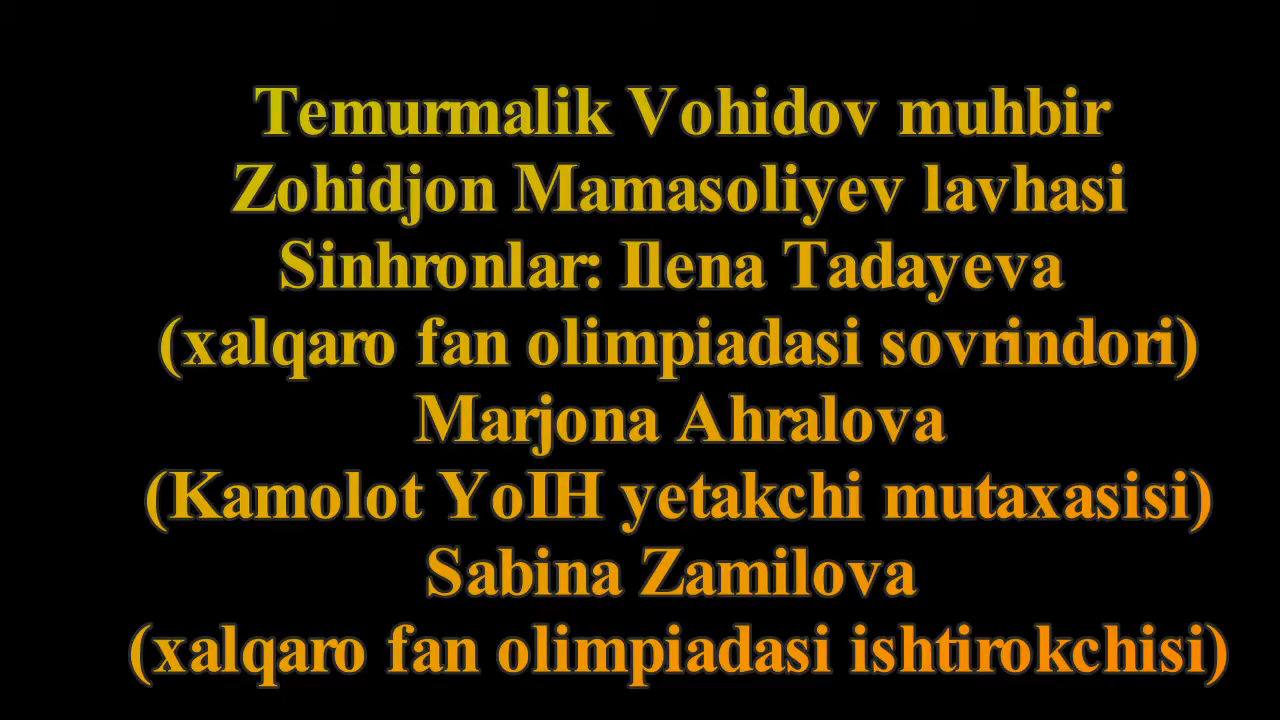 Temurmalik Vohidov muhbir
Zohidjon Mamasoliyev lavhasi
Sinhronlar: Ilena Tadayeva
(xalqaro fan olimpiadasi sovrindori)
Marjona Ahralova
(Kamolot YoIH yetakchi mutaxasisi)
Sabina Zamilova
(xalqaro fan olimpiadasi ishtirokchisi)